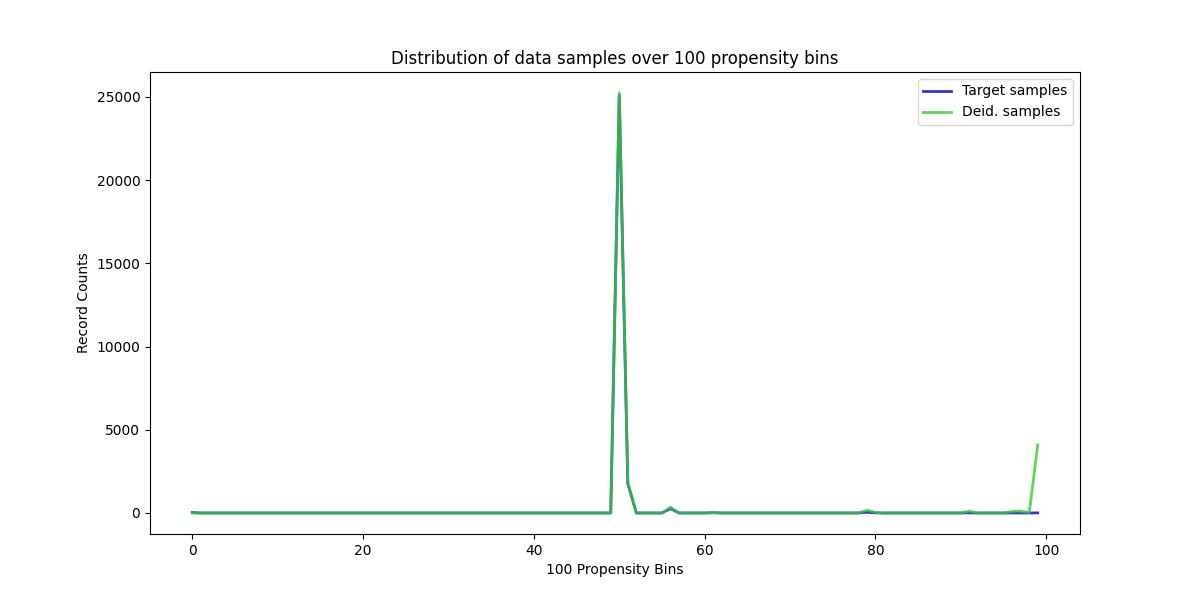 Distribution of data samples over 100 propensity bins
Target samples
Deid. samples
25000
20000
15000
10000
5000
0
Record Counts
0 20 40 60 80 100
100 Propensity Bins